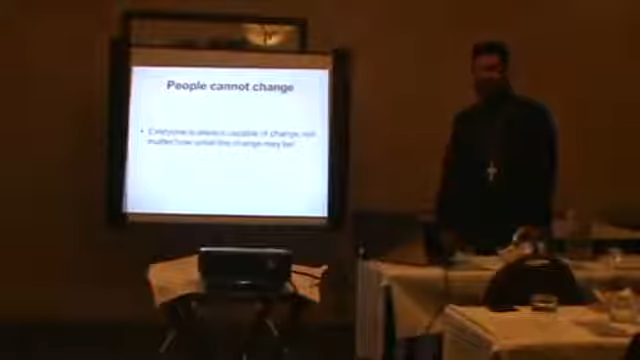 People cannot change
• Everyone is always capable of change, no
matter how small the change may be!